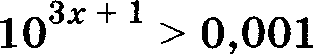 10^{3x + 1} > 0,001